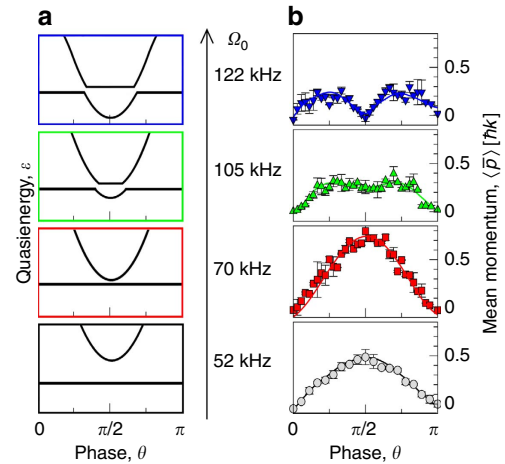 a
Ω₀
b
122 kHz
0.5
0
105 kHz
0.5
0
70 kHz
0.5
0
52 kHz
0.5
0
Quasienergy, ε
Mean momentum, ⟨p̄⟩ [ħk]
0 π/2 π
Phase, θ
0 π/2 π
Phase, θ